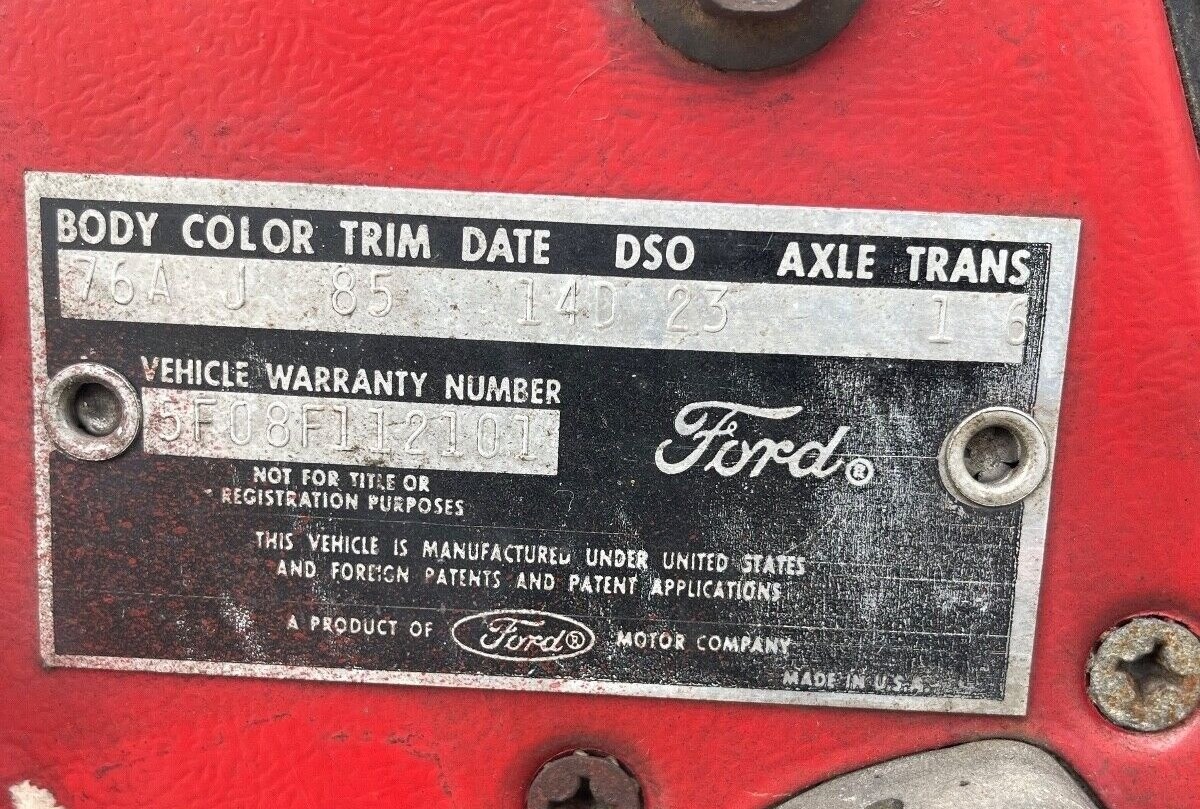 BODY COLOR TRIM DATE DSO AXLE TRANS
76A J 85 14D 23 1 6
VEHICLE WARRANTY NUMBER
5F08F112101
NOT FOR TITLE OR
REGISTRATION PURPOSES
Ford®
THIS VEHICLE IS MANUFACTURED UNDER UNITED STATES
AND FOREIGN PATENTS AND PATENT APPLICATIONS
A PRODUCT OF Ford® MOTOR COMPANY
MADE IN U.S.A.